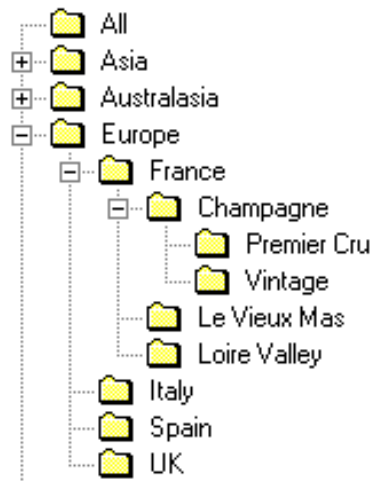 All
Asia
Australasia
Europe
France
Champagne
Premier Cru
Vintage
Le Vieux Mas
Loire Valley
Italy
Spain
UK